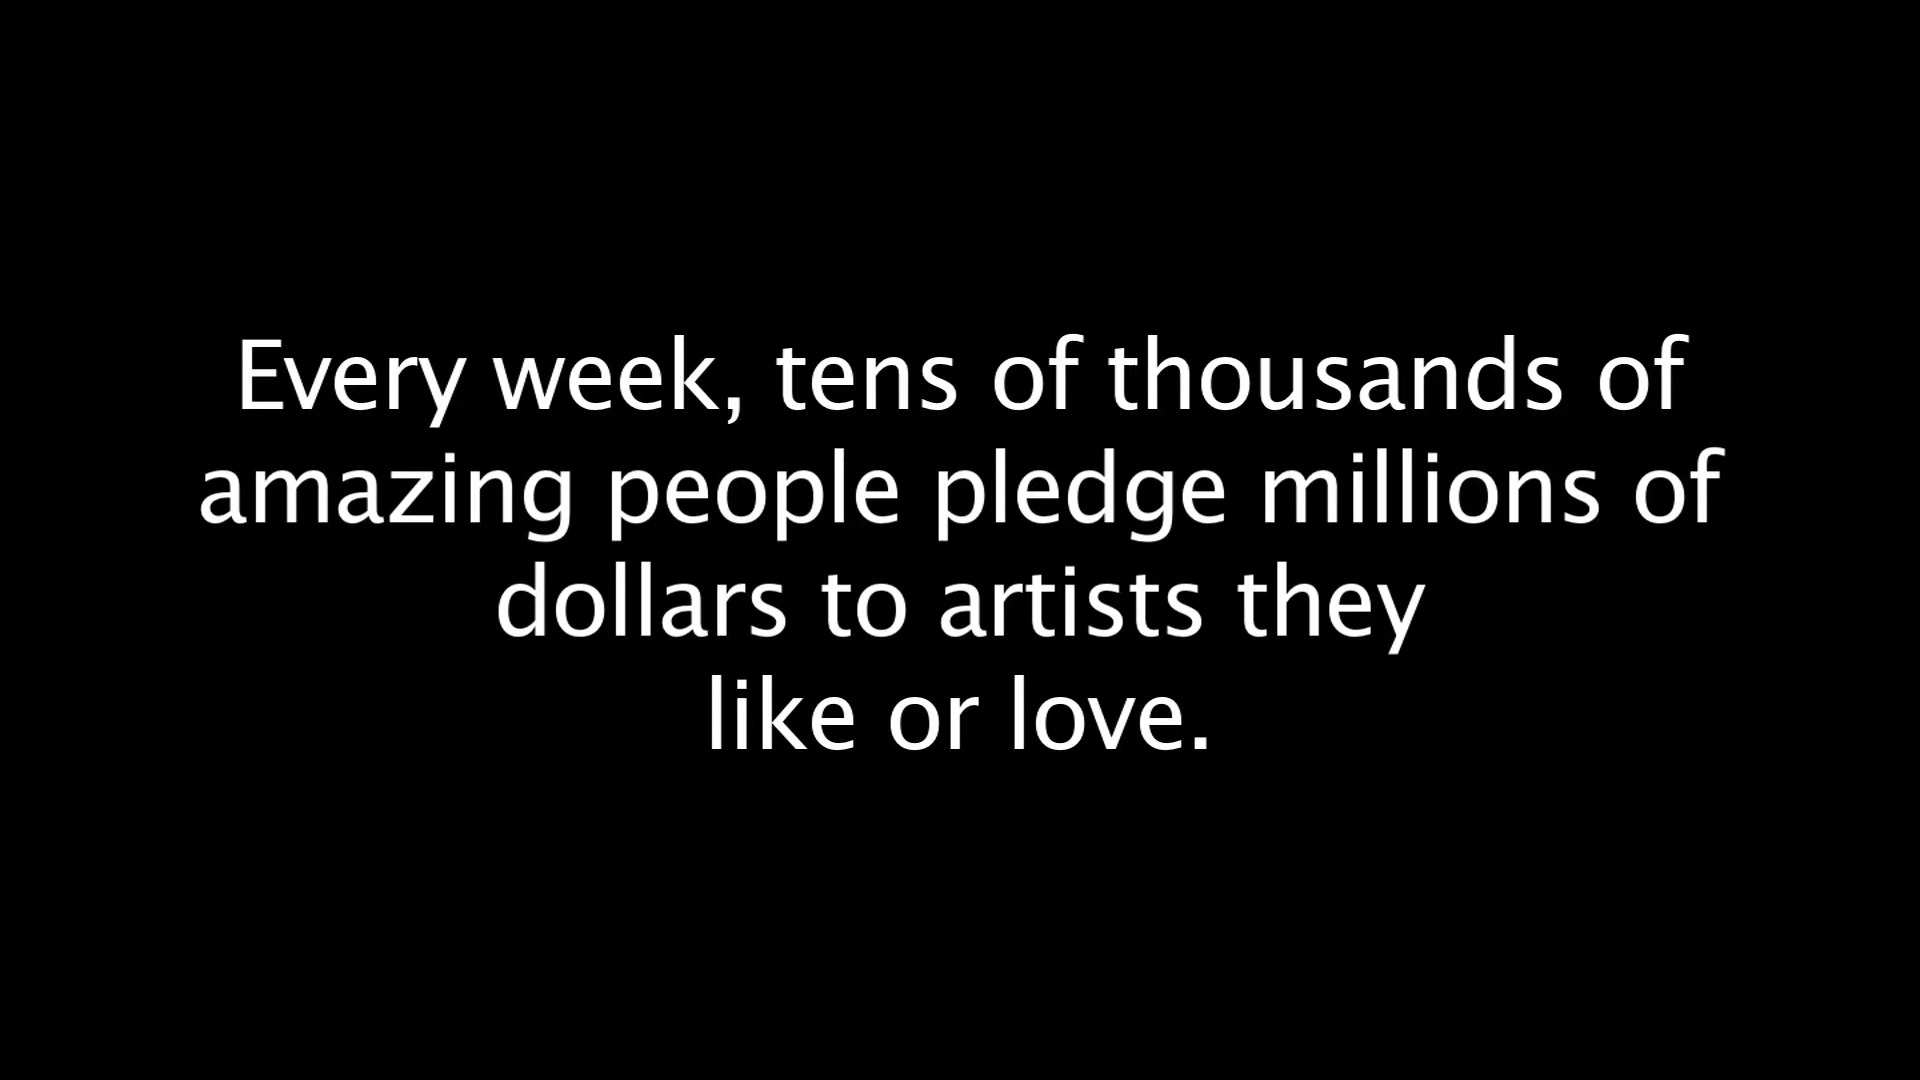 Every week, tens of thousands of
amazing people pledge millions of
dollars to artists they
like or love.